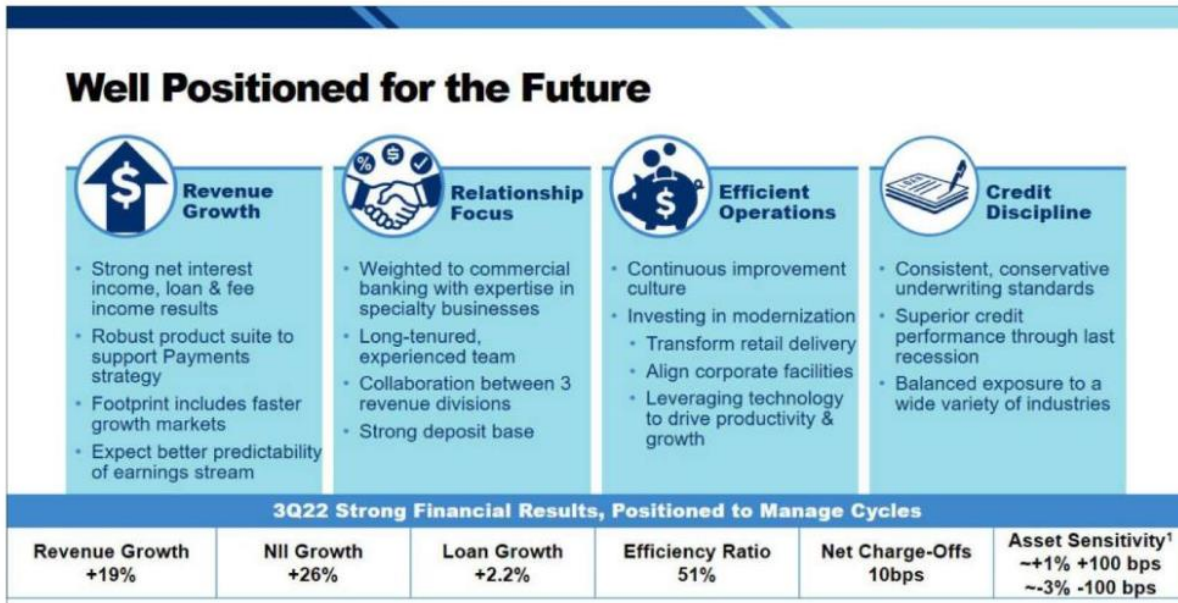 Well Positioned for the Future
$
Revenue
Growth
• Strong net interest
income, loan & fee
income results
• Robust product suite to
support Payments
strategy
• Footprint includes faster
growth markets
• Expect better predictability
of earnings stream
% $
Relationship
Focus
• Weighted to commercial
banking with expertise in
specialty businesses
• Long-tenured,
experienced team
• Collaboration between 3
revenue divisions
• Strong deposit base
$
Efficient
Operations
• Continuous improvement
culture
• Investing in modernization
• Transform retail delivery
• Align corporate facilities
• Leveraging technology
to drive productivity &
growth
LOAN
Credit
Discipline
• Consistent, conservative
underwriting standards
• Superior credit
performance through last
recession
• Balanced exposure to a
wide variety of industries
3Q22 Strong Financial Results, Positioned to Manage Cycles
Revenue Growth
+19%
NII Growth
+26%
Loan Growth
+2.2%
Efficiency Ratio
51%
Net Charge-Offs
10bps
Asset Sensitivity¹
~+1% +100 bps
~-3% -100 bps